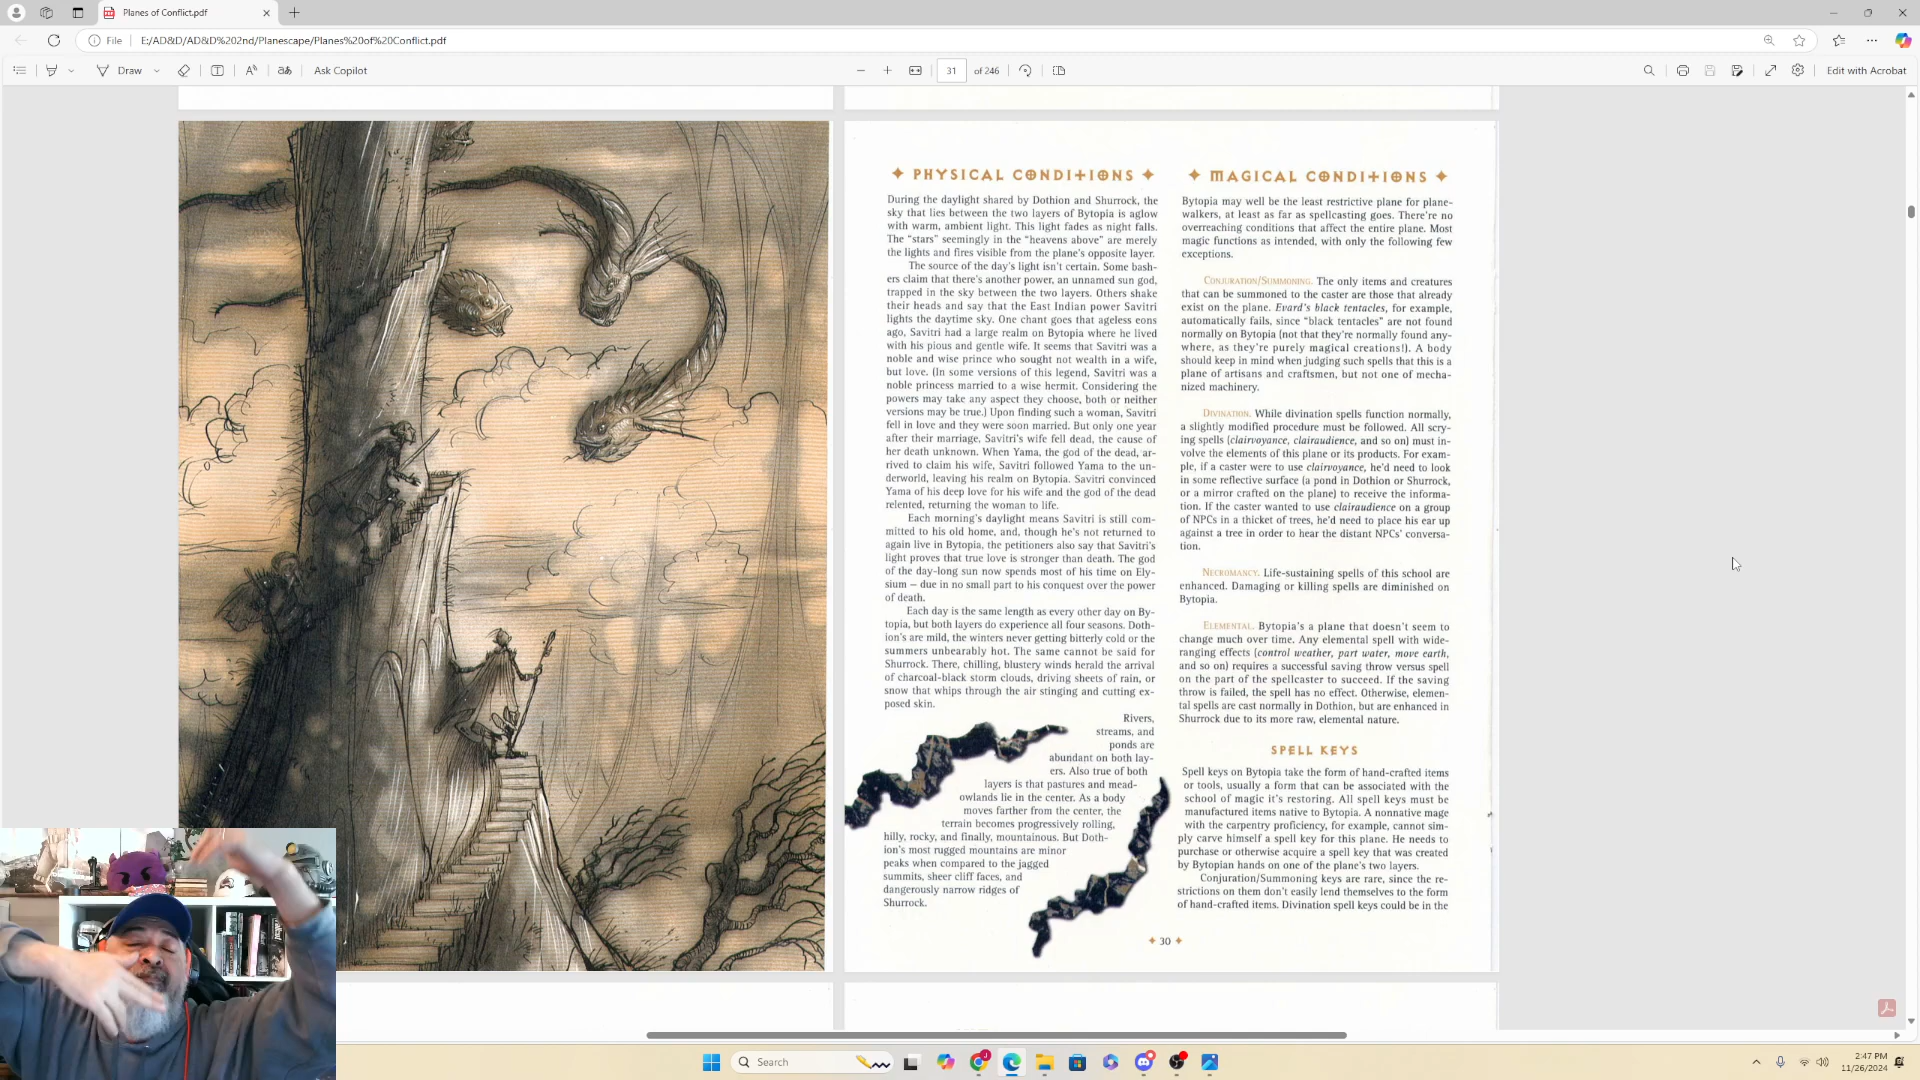 Planes of Conflict.pdf
File
E:/AD&D/AD&D%202nd/Planescape/Planes%20of%20Conflict.pdf
Draw
Ask Copilot
31 of 246
Edit with Acrobat
PHYSICAL CONDITIONS
During the daylight shared by Dothion and Shurrock, the
sky that lies between the two layers of Bytopia is aglow
with warm, ambient light. This light fades as night falls.
The “stars” seemingly in the “heavens above” are merely
the lights and fires visible from the plane's opposite layer.
The source of the day's light isn't certain. Some bash-
ers claim that there's another power, an unnamed sun god,
trapped in the sky between the two layers. Others shake
their heads and say that the East Indian power Savitri
lights the daytime sky. One chant goes that ageless eons
ago, Savitri had a large realm on Bytopia where he lived
with his pious and gentle wife. It seems that Savitri was a
noble and wise prince who sought not wealth in a wife,
but love. (In some versions of this legend, Savitri was a
noble princess married to a wise hermit. Considering the
powers may take any aspect they choose, both or neither
versions may be true.) Upon finding such a woman, Savitri
fell in love and they were soon married. But only one year
after their marriage, Savitri's wife fell dead, the cause of
her death unknown. When Yama, the god of the dead, ar-
rived to claim his wife, Savitri followed Yama to the un-
derworld, leaving his realm on Bytopia. Savitri convinced
Yama of his deep love for his wife and the god of the dead
relented, returning the woman to life.
Each morning's daylight means Savitri is still com-
mitted to his old home, and, though he's not returned to
again live in Bytopia, the petitioners also say that Savitri's
light proves that true love is stronger than death. The god
of the day-long sun now spends most of his time on Ely-
sium – due in no small part to his conquest over the power
of death.
Each day is the same length as every other day on By-
topia, but both layers do experience all four seasons. Doth-
ion's are mild, the winters never getting bitterly cold or the
summers unbearably hot. The same cannot be said for
Shurrock. There, chilling, blustery winds herald the arrival
of charcoal-black storm clouds, driving sheets of rain, or
snow that whips through the air stinging and cutting ex-
posed skin.
Rivers,
streams, and
ponds are
abundant on both lay-
ers. Also true of both
layers is that pastures and mead-
owlands lie in the center. As a body
moves farther from the center, the
terrain becomes progressively rolling,
hilly, rocky, and finally, mountainous. But Doth-
ion's most rugged mountains are minor
peaks when compared to the jagged
summits, sheer cliff faces, and
dangerously narrow ridges of
Shurrock.
MAGICAL CONDITIONS
Bytopia may well be the least restrictive plane for plane-
walkers, at least as far as spellcasting goes. There're no
overreaching conditions that affect the entire plane. Most
magic functions as intended, with only the following few
exceptions.
CONJURATION/SUMMONING. The only items and creatures
that can be summoned to the caster are those that already
exist on the plane. Evard's black tentacles, for example,
automatically fails, since “black tentacles” are not found
normally on Bytopia (not that they're normally found any-
where, as they're purely magical creations!). A body
should keep in mind when judging such spells that this is a
plane of artisans and craftsmen, but not one of mecha-
nized machinery.
DIVINATION. While divination spells function normally,
a slightly modified procedure must be followed. All scry-
ing spells (clairvoyance, clairaudience, and so on) must in-
volve the elements of this plane or its products. For exam-
ple, if a caster were to use clairvoyance, he'd need to look
in some reflective surface (a pond in Dothion or Shurrock,
or a mirror crafted on the plane) to receive the informa-
tion. If the caster wanted to use clairaudience on a group
of NPCs in a thicket of trees, he'd need to place his ear up
against a tree in order to hear the distant NPCs' conversa-
tion.
NECROMANCY. Life-sustaining spells of this school are
enhanced. Damaging or killing spells are diminished on
Bytopia.
ELEMENTAL. Bytopia's a plane that doesn't seem to
change much over time. Any elemental spell with wide-
ranging effects (control weather, part water, move earth,
and so on) requires a successful saving throw versus spell
on the part of the spellcaster to succeed. If the saving
throw is failed, the spell has no effect. Otherwise, elemen-
tal spells are cast normally in Dothion, but are enhanced in
Shurrock due to its more raw, elemental nature.
SPELL KEYS
Spell keys on Bytopia take the form of hand-crafted items
or tools, usually a form that can be associated with the
school of magic it's restoring. All spell keys must be
manufactured items native to Bytopia. A nonnative mage
with the carpentry proficiency, for example, cannot sim-
ply carve himself a spell key for this plane. He needs to
purchase or otherwise acquire a spell key that was created
by Bytopian hands on one of the plane's two layers.
Conjuration/Summoning keys are rare, since the re-
strictions on them don't easily lend themselves to the form
of hand-crafted items. Divination spell keys could be in the
30
Search
2:47 PM
11/26/2024